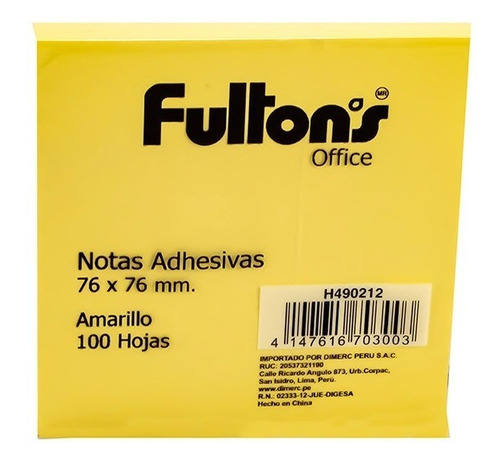 Fulton's
MR
Office
Notas Adhesivas
76 x 76 mm.
Amarillo
100 Hojas
H490212
4 147616 703003
IMPORTADO POR DIMERC PERU S.A.C.
RUC: 20537321190
Calle Ricardo Angulo 873, Urb.Corpac,
San Isidro, Lima, Perú.
www.dimerc.pe
R.N.: 02333-12-JUE-DIGESA
Hecho en China